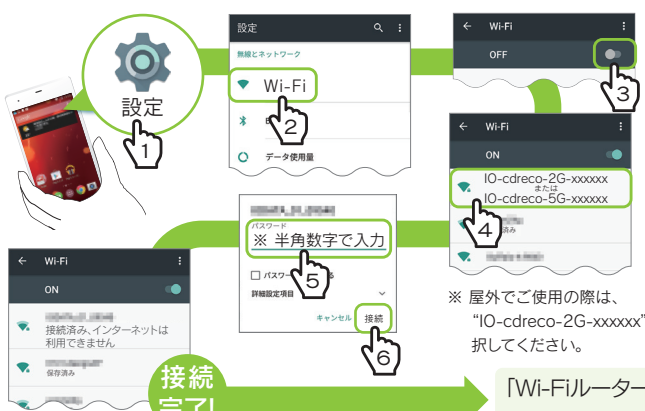 設定
1
設定
無線とネットワーク
Wi-Fi
2
データ使用量
Wi-Fi
OFF
3
Wi-Fi
ON
IO-cdreco-2G-xxxxxx
または
IO-cdreco-5G-xxxxxx
4
済み
パスワード
※ 半角数字で入力
5
詳細設定項目
キャンセル
接続
6
※ 屋外でご使用の際は、
“IO-cdreco-2G-xxxxxx”
択してください。
Wi-Fi
ON
接続済み、インターネットは
利用できません
保存済み
接続
完了!
「Wi-Fiルーター